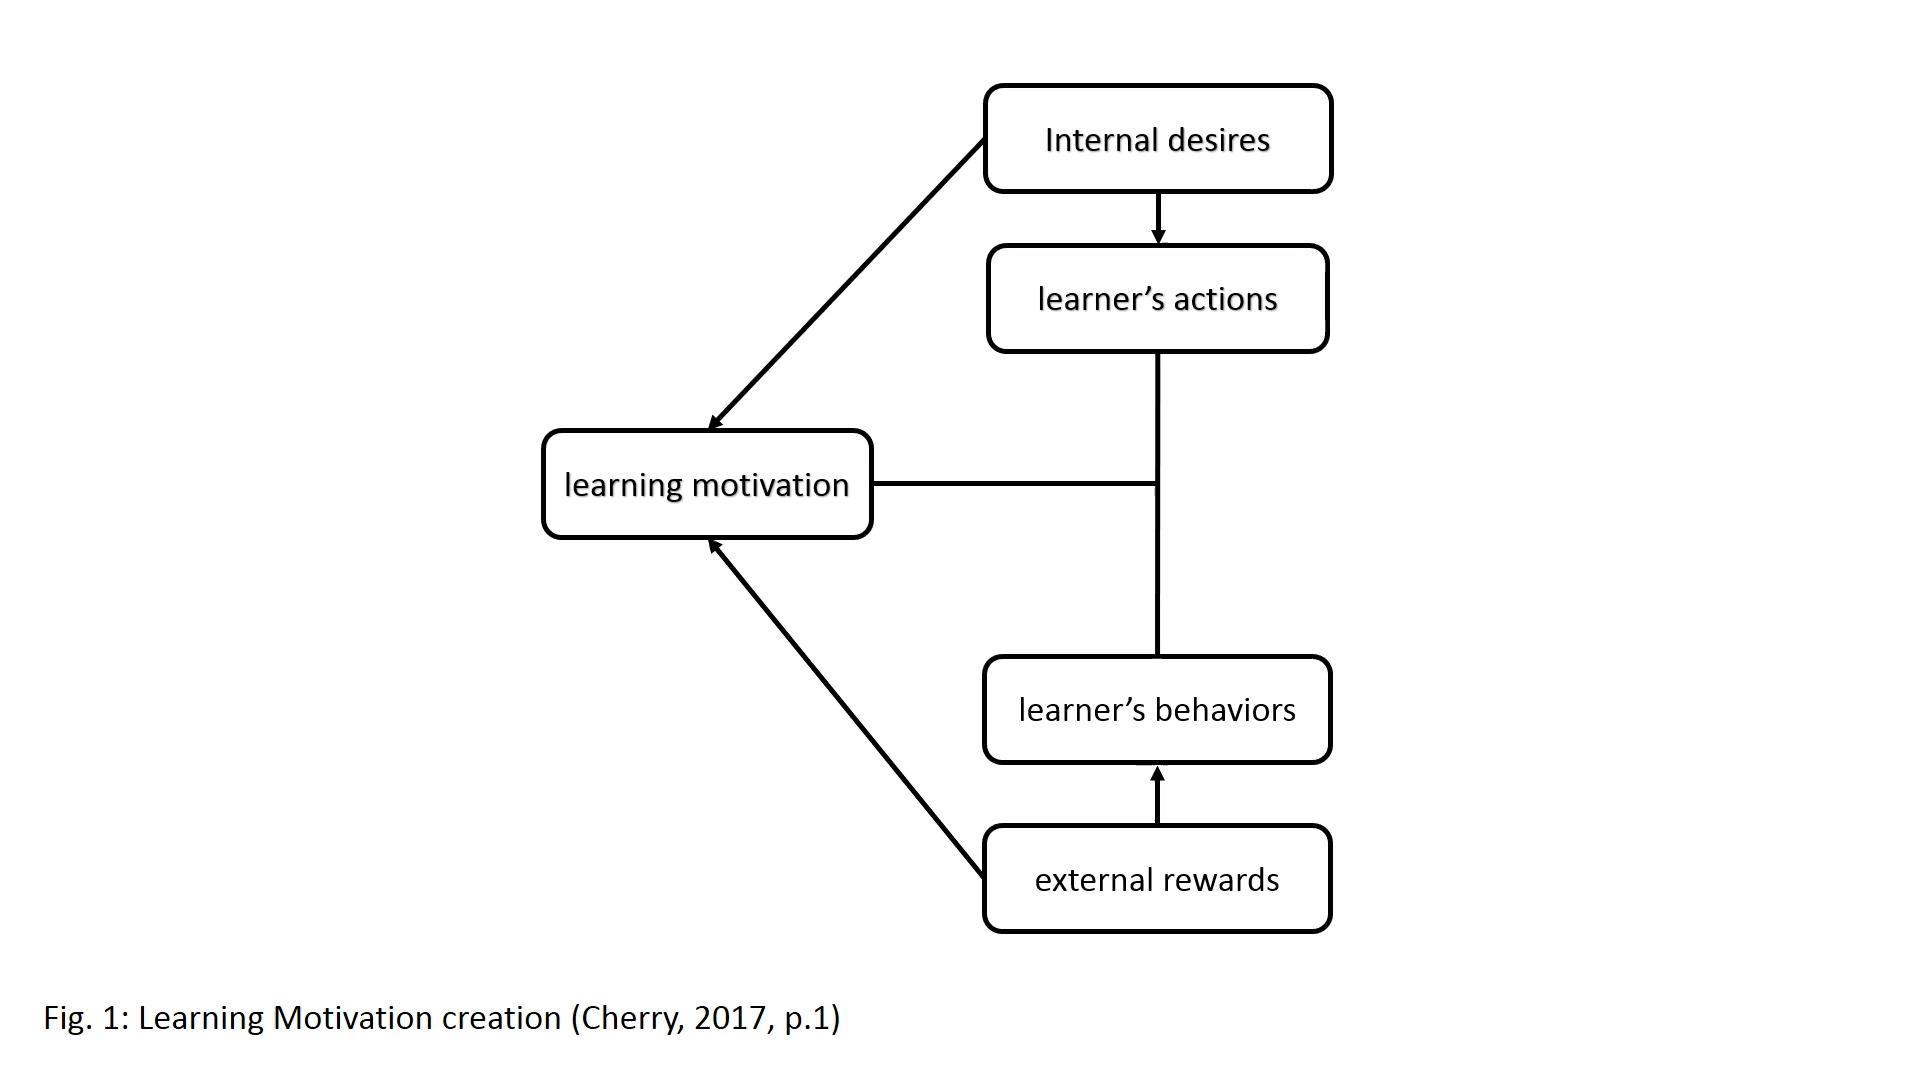 Internal desires
learner’s actions
learning motivation
learner’s behaviors
external rewards
Fig. 1: Learning Motivation creation (Cherry, 2017, p.1)